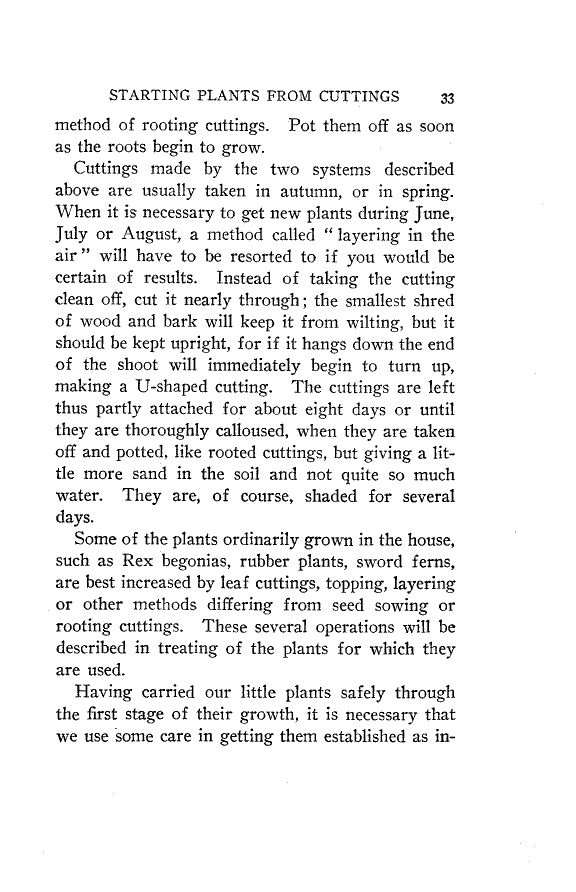 STARTING PLANTS FROM CUTTINGS 33
method of rooting cuttings. Pot them off as soon
as the roots begin to grow.
Cuttings made by the two systems described
above are usually taken in autumn, or in spring.
When it is necessary to get new plants during June,
July or August, a method called " layering in the
air " will have to be resorted to if you would be
certain of results. Instead of taking the cutting
clean off, cut it nearly through; the smallest shred
of wood and bark will keep it from wilting, but it
should be kept upright, for if it hangs down the end
of the shoot will immediately begin to turn up,
making a U-shaped cutting. The cuttings are left
thus partly attached for about eight days or until
they are thoroughly calloused, when they are taken
off and potted, like rooted cuttings, but giving a lit-
tle more sand in the soil and not quite so much
water. They are, of course, shaded for several
days.
Some of the plants ordinarily grown in the house,
such as Rex begonias, rubber plants, sword ferns,
are best increased by leaf cuttings, topping, layering
or other methods differing from seed sowing or
rooting cuttings. These several operations will be
described in treating of the plants for which they
are used.
Having carried our little plants safely through
the first stage of their growth, it is necessary that
we use some care in getting them established as in-